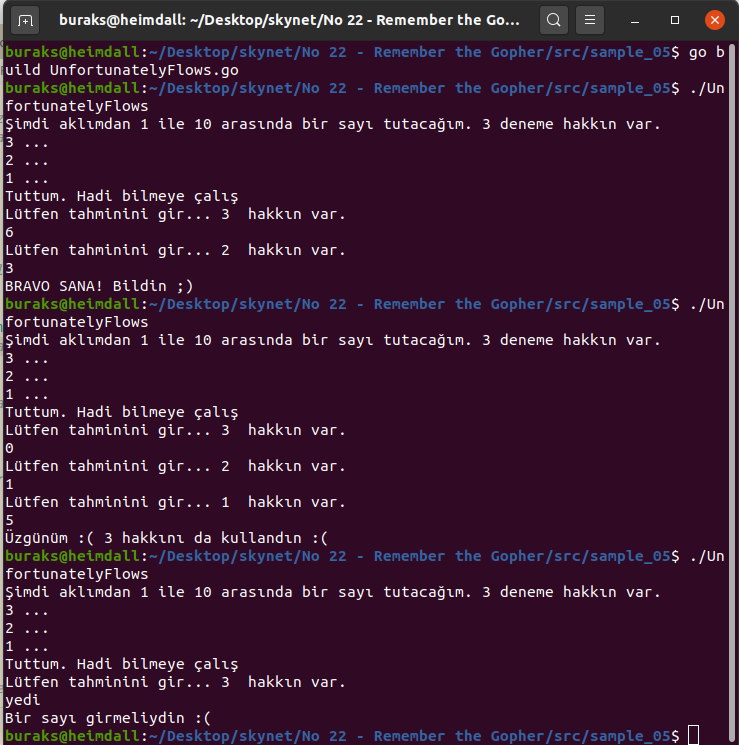 buraks@heimdall: ~/Desktop/skynet/No 22 - Remember the Go...
buraks@heimdall:~/Desktop/skynet/No 22 - Remember the Gopher/src/sample_05$ go b
uild UnfortunatelyFlows.go
buraks@heimdall:~/Desktop/skynet/No 22 - Remember the Gopher/src/sample_05$ ./Un
fortunatelyFlows
Şimdi aklımdan 1 ile 10 arasında bir sayı tutacağım. 3 deneme hakkın var.
3 ...
2 ...
1 ...
Tuttum. Hadi bilmeye çalış
Lütfen tahminini gir... 3  hakkın var.
6
Lütfen tahminini gir... 2  hakkın var.
3
BRAVO SANA! Bildin ;)
buraks@heimdall:~/Desktop/skynet/No 22 - Remember the Gopher/src/sample_05$ ./Un
fortunatelyFlows
Şimdi aklımdan 1 ile 10 arasında bir sayı tutacağım. 3 deneme hakkın var.
3 ...
2 ...
1 ...
Tuttum. Hadi bilmeye çalış
Lütfen tahminini gir... 3  hakkın var.
0
Lütfen tahminini gir... 2  hakkın var.
1
Lütfen tahminini gir... 1  hakkın var.
5
Üzgünüm :( 3 hakkını da kullandın :(
buraks@heimdall:~/Desktop/skynet/No 22 - Remember the Gopher/src/sample_05$ ./Un
fortunatelyFlows
Şimdi aklımdan 1 ile 10 arasında bir sayı tutacağım. 3 deneme hakkın var.
3 ...
2 ...
1 ...
Tuttum. Hadi bilmeye çalış
Lütfen tahminini gir... 3  hakkın var.
yedi
Bir sayı girmeliydin :(
buraks@heimdall:~/Desktop/skynet/No 22 - Remember the Gopher/src/sample_05$